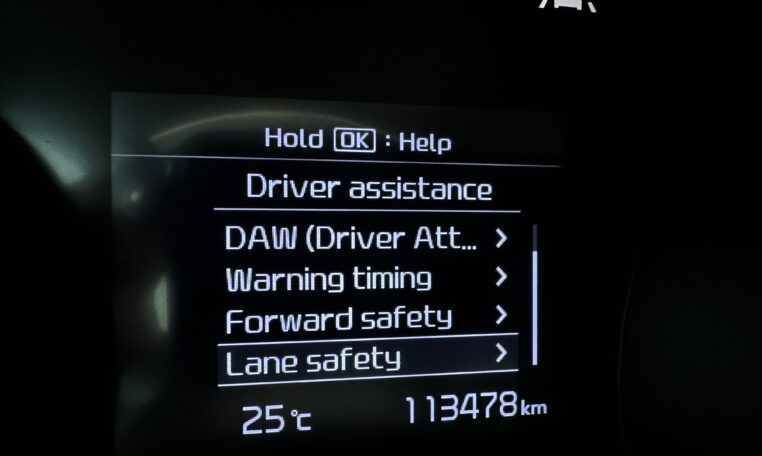 Hold OK : Help
Driver assistance
DAW (Driver Att... >
Warning timing >
Forward safety >
Lane safety >
25°C 113478km